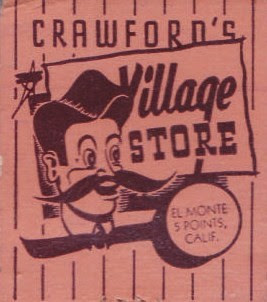 CRAWFORD'S
Village
STORE
EL MONTE
5 POINTS,
CALIF.